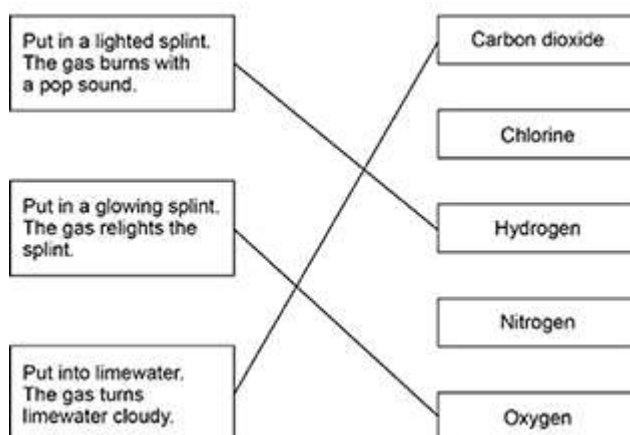 Put in a lighted splint.
The gas burns with
a pop sound.
Put in a glowing splint.
The gas relights the
splint.
Put into limewater.
The gas turns
limewater cloudy.
Carbon dioxide
Chlorine
Hydrogen
Nitrogen
Oxygen